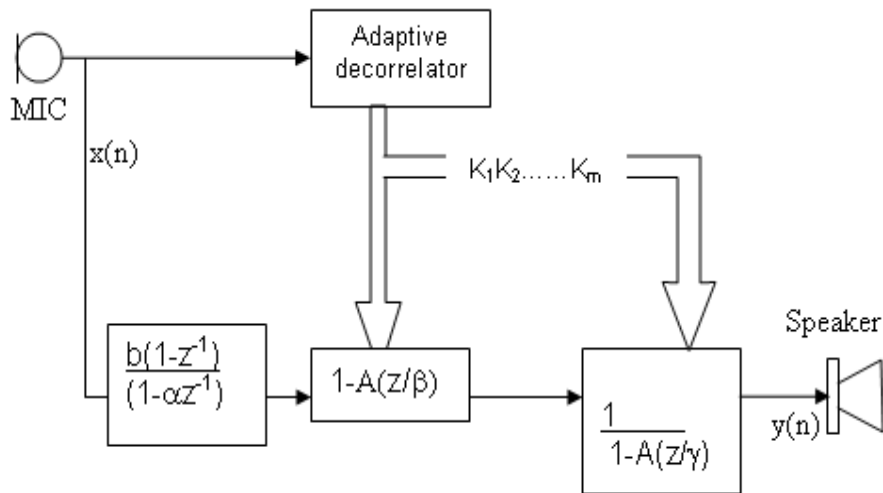 Adaptive
decorrelator
MIC
x(n)
K₁K₂......Kₘ
Speaker
b(1-z⁻¹)
(1-αz⁻¹)
1-A(z/β)
1
1-A(z/γ)
y(n)